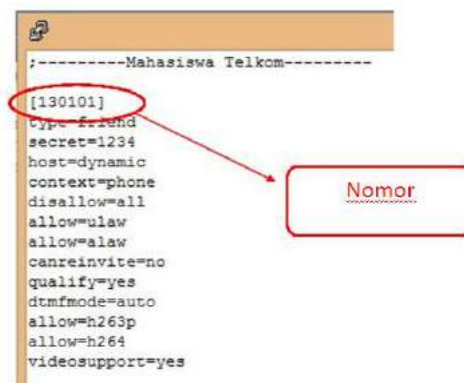 ;---------Mahasiswa Telkom---------
[130101]
type=friend
secret=1234
host=dynamic
context=phone
disallow=all
allow=ulaw
allow=alaw
canreinvite=no
qualify=yes
dtmfmode=auto
allow=h263p
allow=h264
videosupport=yes
Nomor